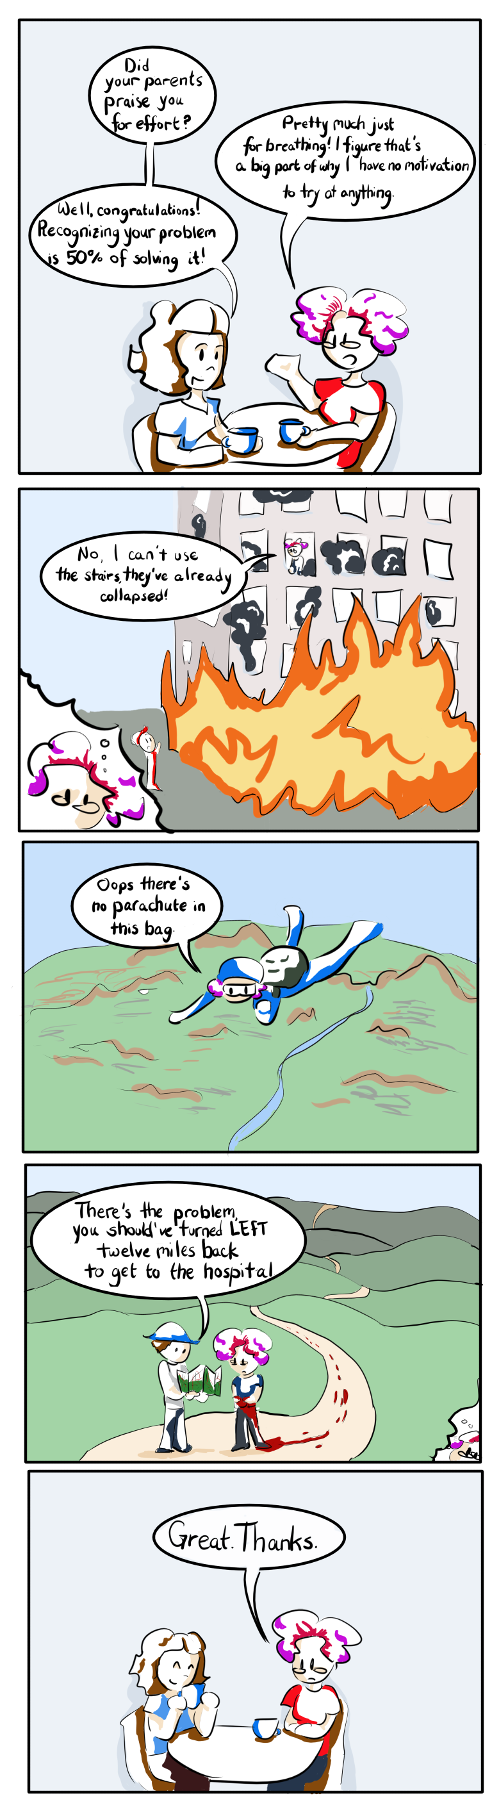 Did
your parents
praise you
for effort?
Pretty much just
for breathing! I figure that's
a big part of why I have no motivation
to try at anything.
Well, congratulations!
Recognizing your problem
is 50% of solving it!
No, I can't use
the stairs, they've already
collapsed!
Oops there's
no parachute in
this bag.
There's the problem,
you should've turned LEFT
twelve miles back
to get to the hospital
Great. Thanks.